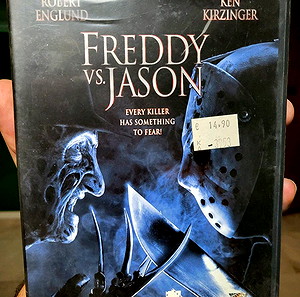 ROBERT KEN
ENGLUND KIRZINGER
FREDDY
VS. JASON
EVERY KILLER
HAS SOMETHING
TO FEAR!
14.90